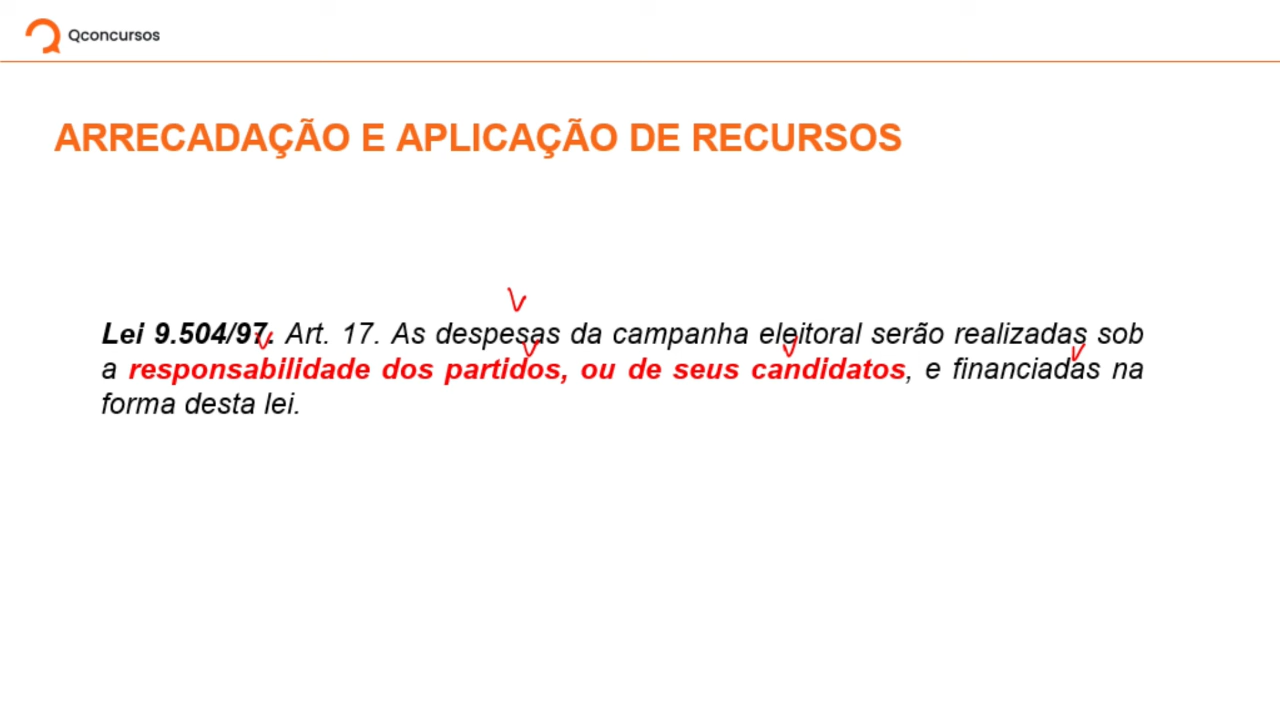 Qconcursos
ARRECADAÇÃO E APLICAÇÃO DE RECURSOS
Lei 9.504/97. Art. 17. As despesas da campanha eleitoral serão realizadas sob
a responsabilidade dos partidos, ou de seus candidatos, e financiadas na
forma desta lei.